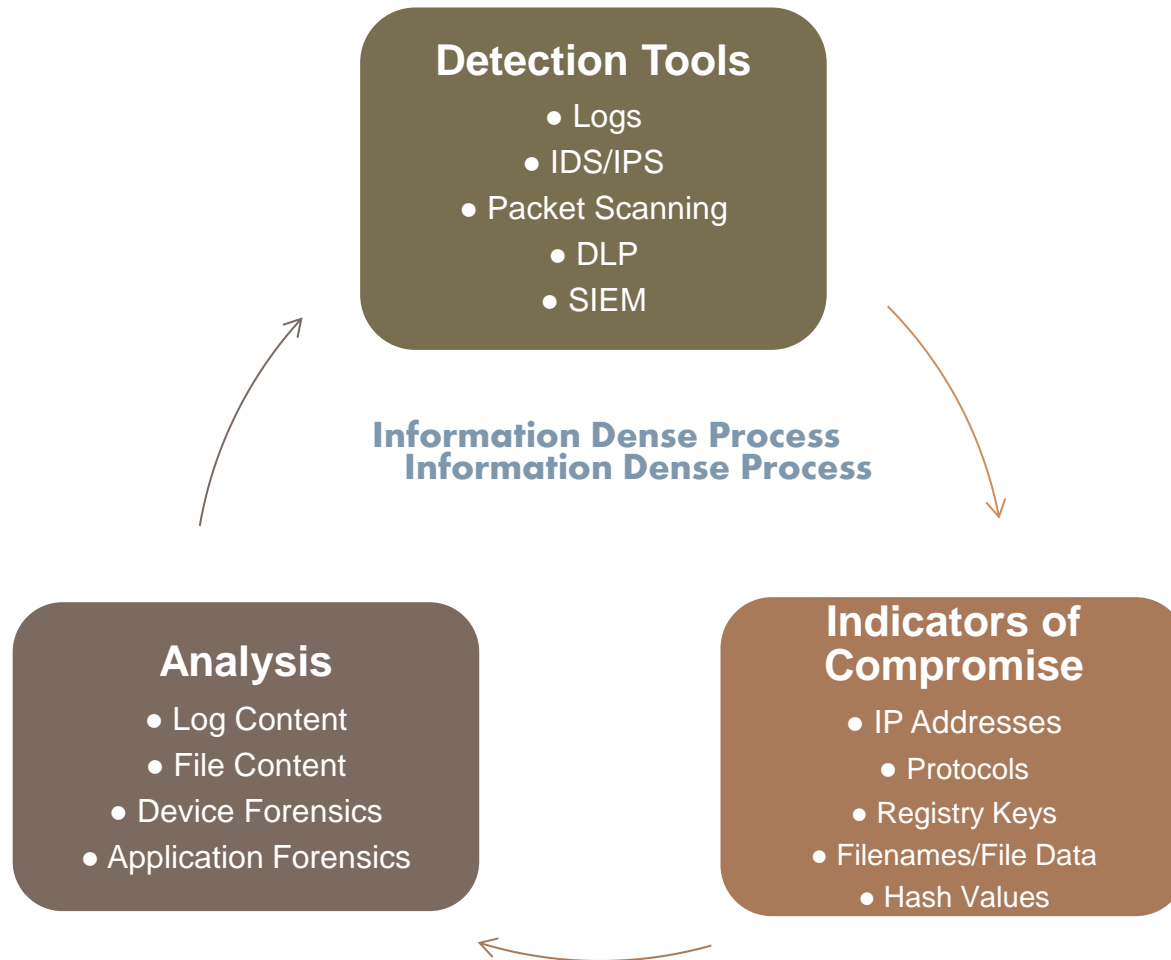 Detection Tools
● Logs
● IDS/IPS
● Packet Scanning
● DLP
● SIEM
Information Dense Process
Information Dense Process
Analysis
● Log Content
● File Content
● Device Forensics
● Application Forensics
Indicators of
Compromise
● IP Addresses
● Protocols
● Registry Keys
● Filenames/File Data
● Hash Values